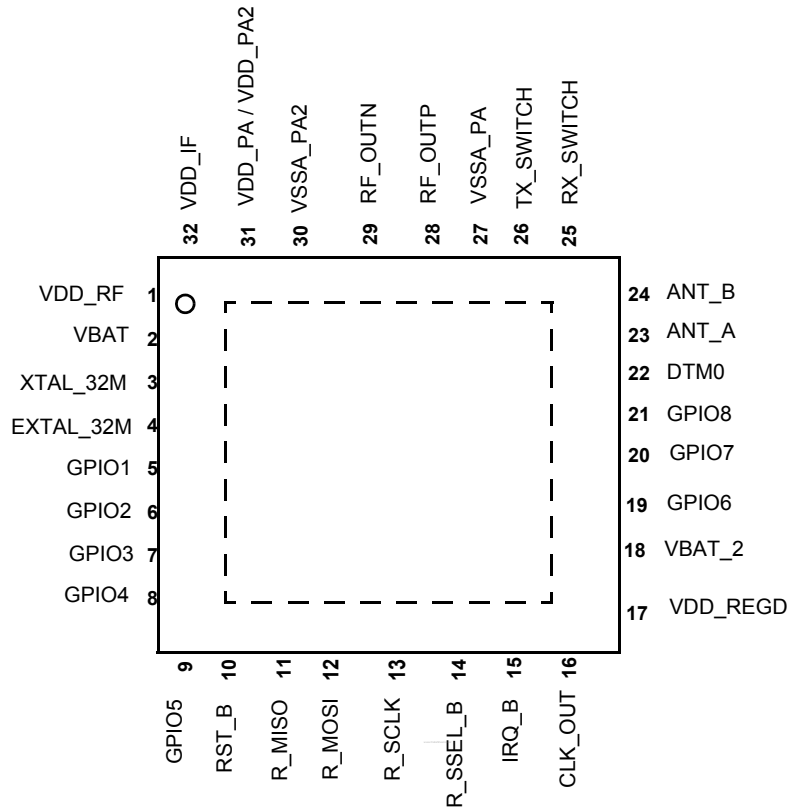 VDD_IF
VDD_PA / VDD_PA2
VSSA_PA2
RF_OUTN
RF_OUTP
VSSA_PA
TX_SWITCH
RX_SWITCH
32 31 30 29 28 27 26 25
VDD_RF 1
VBAT 2
XTAL_32M 3
EXTAL_32M 4
GPIO1 5
GPIO2 6
GPIO3 7
GPIO4 8
24 ANT_B
23 ANT_A
22 DTM0
21 GPIO8
20 GPIO7
19 GPIO6
18 VBAT_2
17 VDD_REGD
9 10 11 12 13 14 15 16
GPIO5
RST_B
R_MISO
R_MOSI
R_SCLK
R_SSEL_B
IRQ_B
CLK_OUT